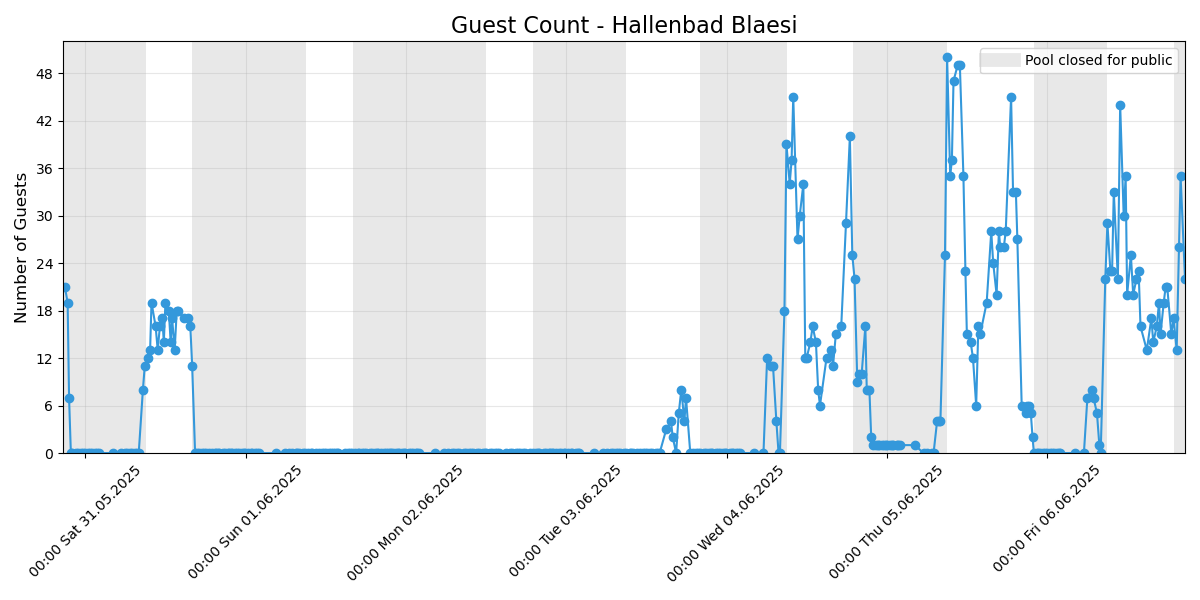 Guest Count - Hallenbad Blaesi
Pool closed for public
Number of Guests
48
42
36
30
24
18
12
6
0
00:00 Sat 31.05.2025
00:00 Sun 01.06.2025
00:00 Mon 02.06.2025
00:00 Tue 03.06.2025
00:00 Wed 04.06.2025
00:00 Thu 05.06.2025
00:00 Fri 06.06.2025